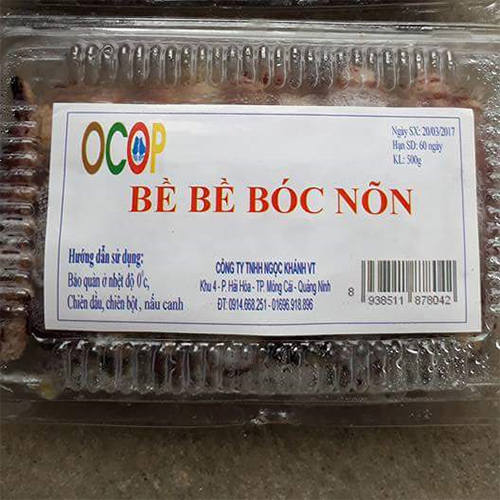 OCOP
Ngày SX: 20/03/2017
Hạn SD: 60 ngày
KL: 500g
BỀ BỀ BÓC NÕN
Hướng dẫn sử dụng:
Bảo quản ở nhệt độ 0°c,
Chiên dầu, chiên bột , nấu canh
CÔNG TY TNHH NGỌC KHÁNH VT
Khu 4 - P. Hải Hòa - TP. Móng Cái - Quảng Ninh
ĐT: 0914.668.251 - 01696.918.896
8 938511 878042